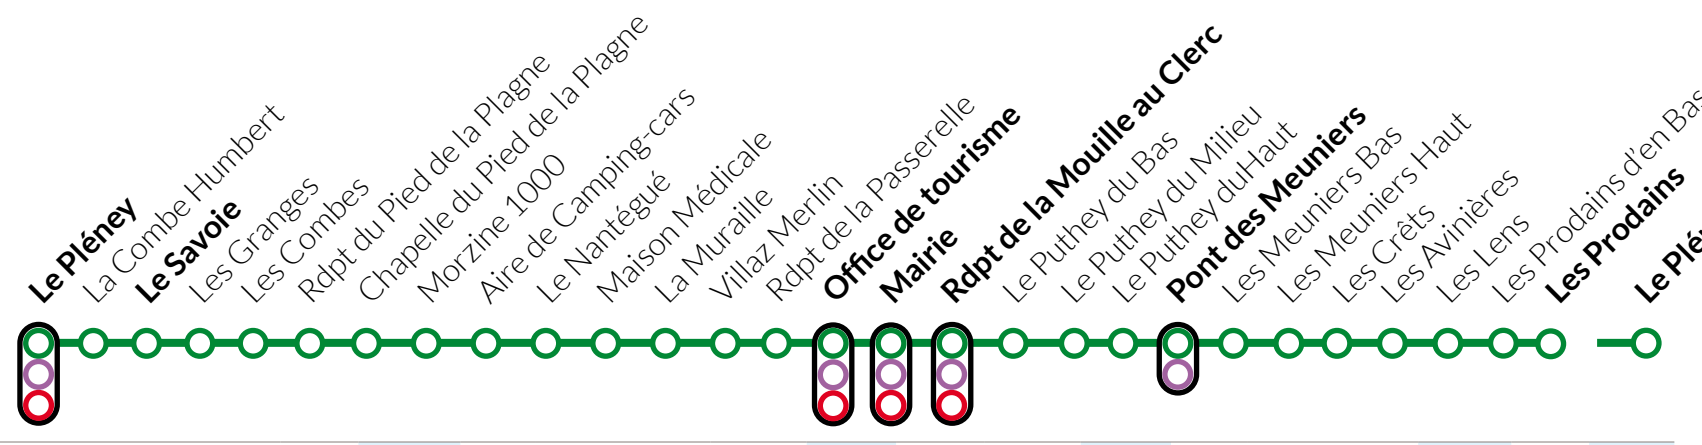 Le Pléney
La Combe Humbert
Le Savoie
Les Granges
Les Combes
Rdpt du Pied de la Plagne
Chapelle du Pied de la Plagne
Morzine 1000
Aire de Camping-cars
Le Nantégué
Maison Médicale
La Muraille
Villaz Merlin
Rdpt de la Passerelle
Office de tourisme
Mairie
Rdpt de la Mouille au Clerc
Le Puthey du Bas
Le Puthey du Milieu
Le Puthey duHaut
Pont des Meuniers
Les Meuniers Bas
Les Meuniers Haut
Les Crêts
Les Avinières
Les Lens
Les Prodains d'en Bas
Les Prodains
Le Plé